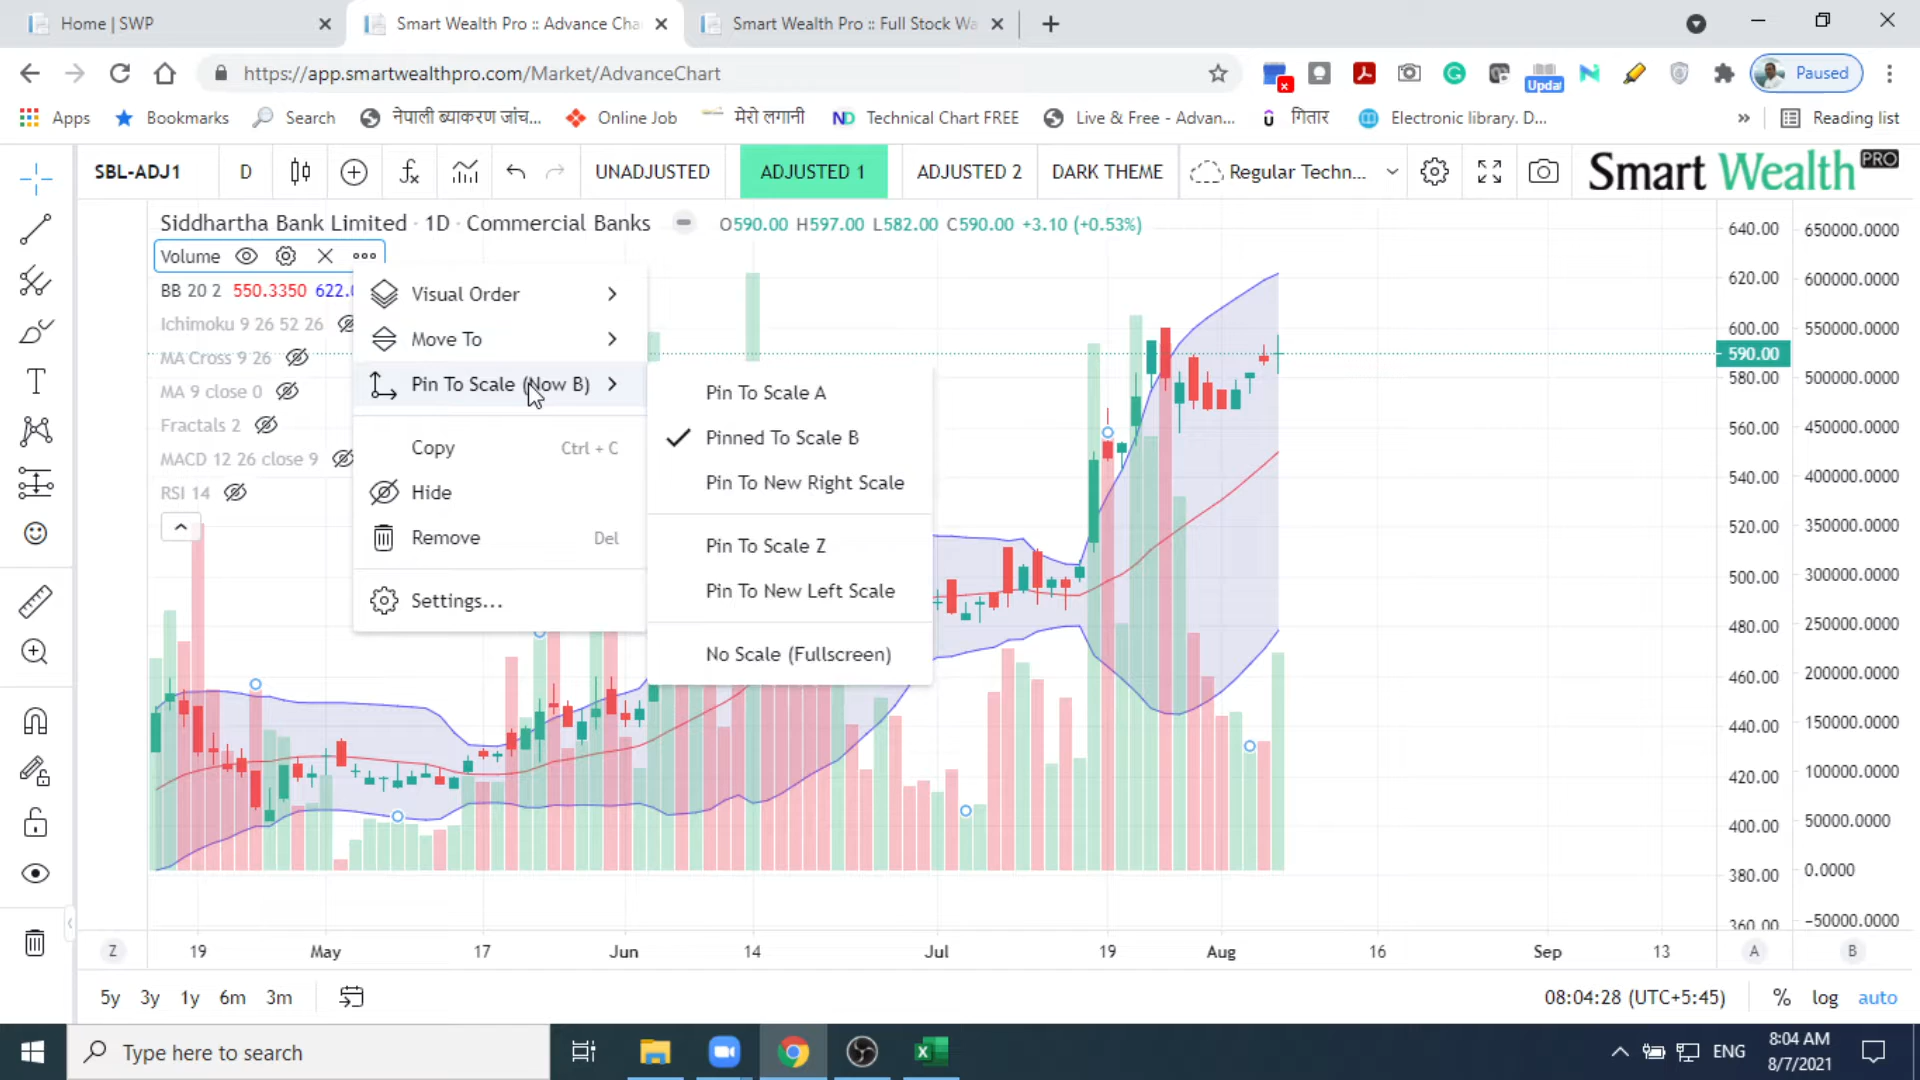 Home | SWP
Smart Wealth Pro :: Advance Cha
Smart Wealth Pro :: Full Stock Wa
https://app.smartwealthpro.com/Market/AdvanceChart
Updat
Paused
Apps
Bookmarks
Search
नेपाली ब्याकरण जांच...
Online Job
मेरो लगानी
ND
Technical Chart FREE
Live & Free - Advan...
गितार
Electronic library. D...
»
Reading list
SBL-ADJ1
D
UNADJUSTED
ADJUSTED 1
ADJUSTED 2
DARK THEME
Regular Techn...
Smart Wealth PRO
Siddhartha Bank Limited · 1D · Commercial Banks
O590.00 H597.00 L582.00 C590.00 +3.10 (+0.53%)
Volume
BB 20 2 550.3350 622.0
Ichimoku 9 26 52 26
MA Cross 9 26
MA 9 close 0
Fractals 2
MACD 12 26 close 9
RSI 14
Visual Order
Move To
Pin To Scale (Now B)
Copy Ctrl + C
Hide
Remove Del
Settings...
Pin To Scale A
Pinned To Scale B
Pin To New Right Scale
Pin To Scale Z
Pin To New Left Scale
No Scale (Fullscreen)
640.00
620.00
600.00
590.00
580.00
560.00
540.00
520.00
500.00
480.00
460.00
440.00
420.00
400.00
380.00
360.00
650000.0000
600000.0000
550000.0000
500000.0000
450000.0000
400000.0000
350000.0000
300000.0000
250000.0000
200000.0000
150000.0000
100000.0000
50000.0000
0.0000
-50000.0000
Z 19 May 17 Jun 14 Jul 19 Aug 16 Sep 13 A B
5y 3y 1y 6m 3m
08:04:28 (UTC+5:45)
% log auto
Type here to search
ENG
8:04 AM
8/7/2021